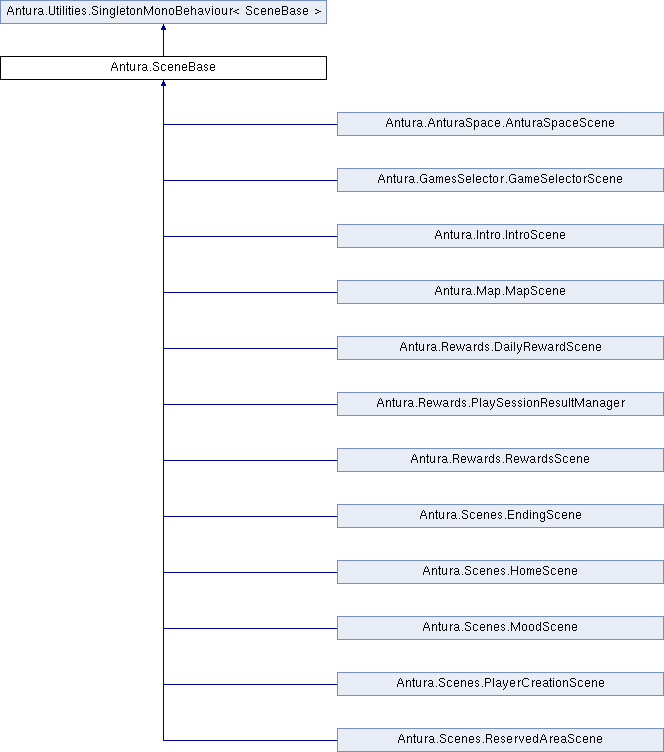 Antura.Utilities.SingletonMonoBehaviour< SceneBase >
Antura.SceneBase
Antura.AnturaSpace.AnturaSpaceScene
Antura.GamesSelector.GameSelectorScene
Antura.Intro.IntroScene
Antura.Map.MapScene
Antura.Rewards.DailyRewardScene
Antura.Rewards.PlaySessionResultManager
Antura.Rewards.RewardsScene
Antura.Scenes.EndingScene
Antura.Scenes.HomeScene
Antura.Scenes.MoodScene
Antura.Scenes.PlayerCreationScene
Antura.Scenes.ReservedAreaScene